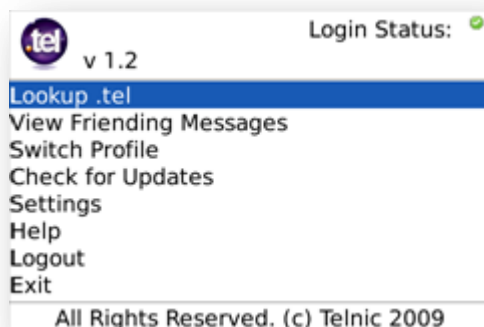 .tel
Login Status:
v 1.2
Lookup .tel
View Friending Messages
Switch Profile
Check for Updates
Settings
Help
Logout
Exit
All Rights Reserved. (c) Telnic 2009